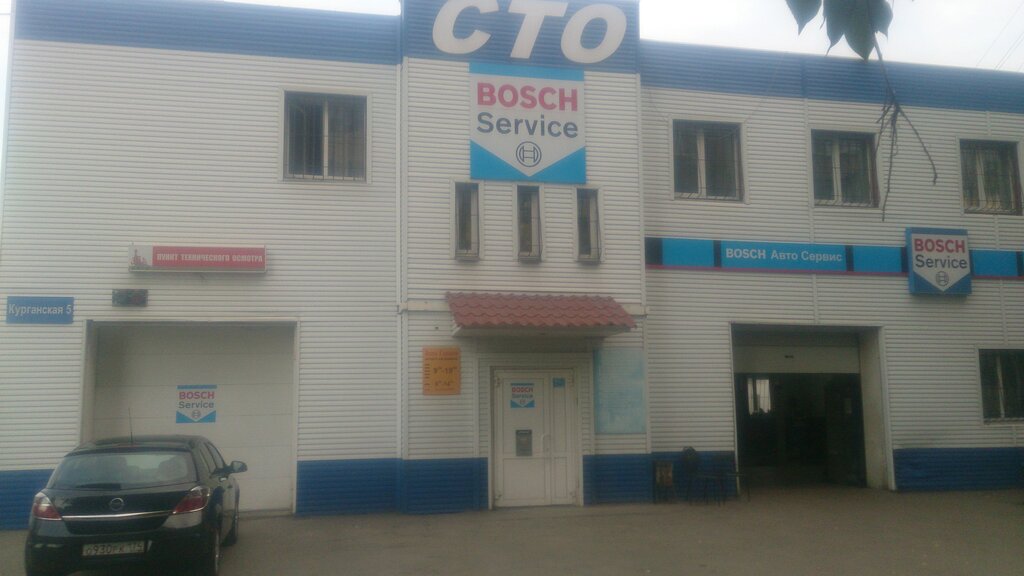 СТО
BOSCH
Service
ПУНКТ ТЕХНИЧЕСКОГО ОСМОТРА
BOSCH Авто Сервис
BOSCH
Service
Курганская 5
BOSCH
Service
BOSCH
Service